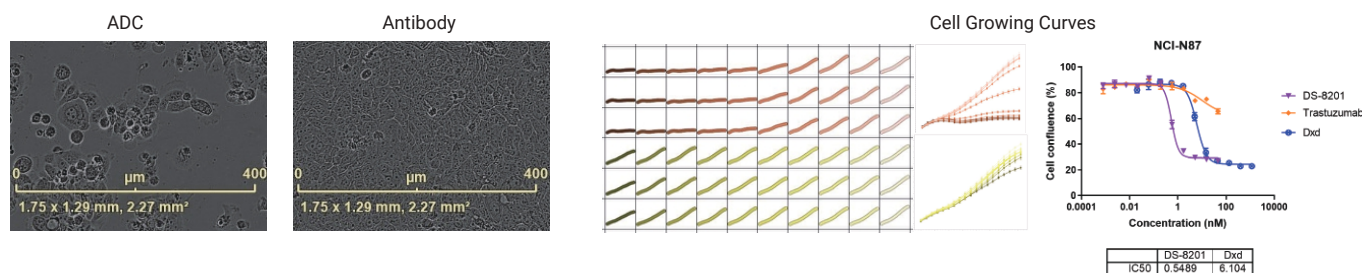 ADC
Antibody
Cell Growing Curves
0
µm
400
1.75 x 1.29 mm, 2.27 mm²
0
µm
400
1.75 x 1.29 mm, 2.27 mm²
NCI-N87
Cell confluence (%)
100
80
60
40
20
0
0.0001
0.01
1
100
10000
Concentration (nM)
DS-8201
Trastuzumab
Dxd
DS-8201 Dxd
IC50 0.5489 6.104